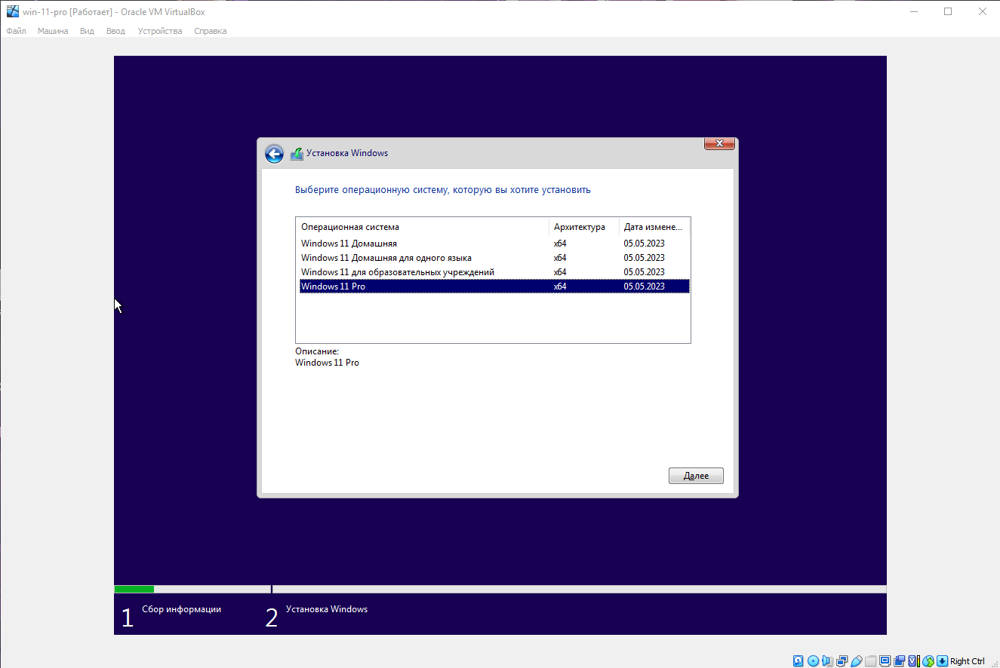 win-11-pro [Работает] - Oracle VM VirtualBox
Файл Машина Вид Ввод Устройства Справка
Установка Windows
Выберите операционную систему, которую вы хотите установить
Операционная система Архитектура Дата измене...
Windows 11 Домашняя x64 05.05.2023
Windows 11 Домашняя для одного языка x64 05.05.2023
Windows 11 для образовательных учреждений x64 05.05.2023
Windows 11 Pro x64 05.05.2023
Описание:
Windows 11 Pro
Далее
1 Сбор информации 2 Установка Windows
Right Ctrl